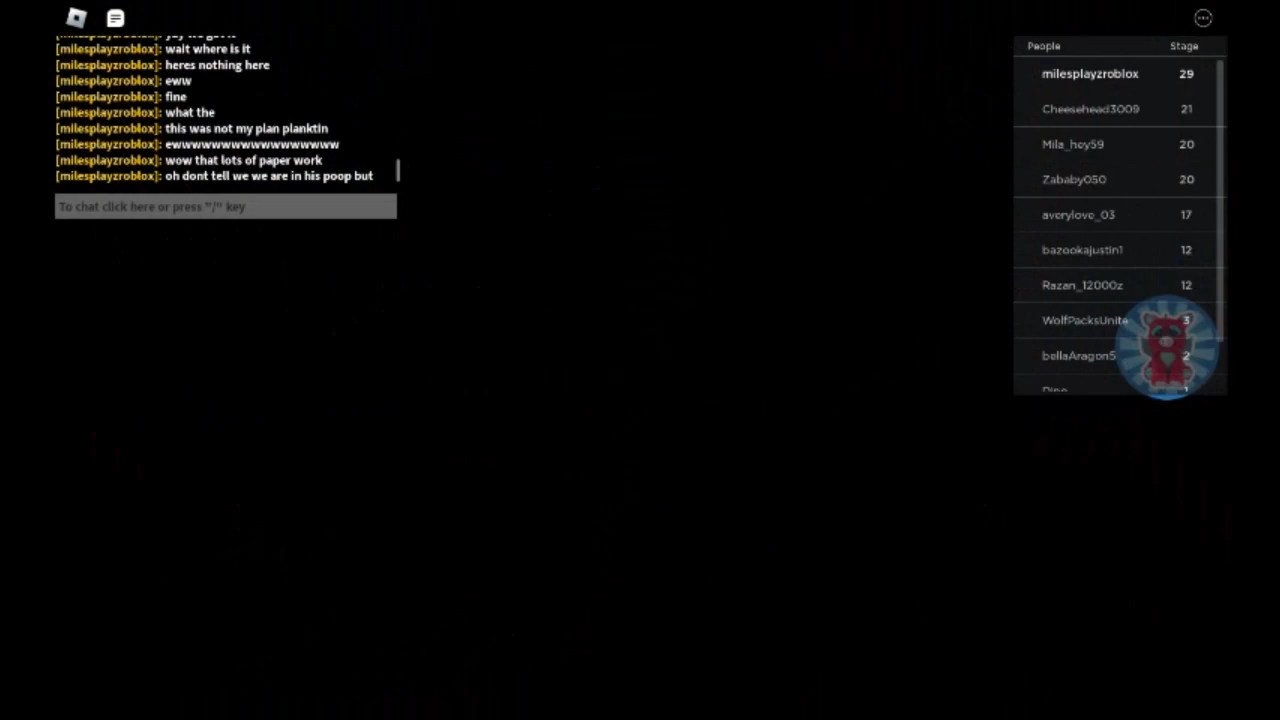 [milesplayzroblox]: wait where is it
[milesplayzroblox]: heres nothing here
[milesplayzroblox]: eww
[milesplayzroblox]: fine
[milesplayzroblox]: what the
[milesplayzroblox]: this was not my plan planktin
[milesplayzroblox]: ewwwwwwwwwwwwwwwww
[milesplayzroblox]: wow that lots of paper work
[milesplayzroblox]: oh dont tell we we are in his poop but
To chat click here or press "/" key
People Stage
milesplayzroblox 29
Cheesehead3009 21
Mila_hey59 20
Zababy050 20
averylove_03 17
bazookajustin1 12
Razan_12000z 12
WolfPacksUnite 3
bellaAragon5 2